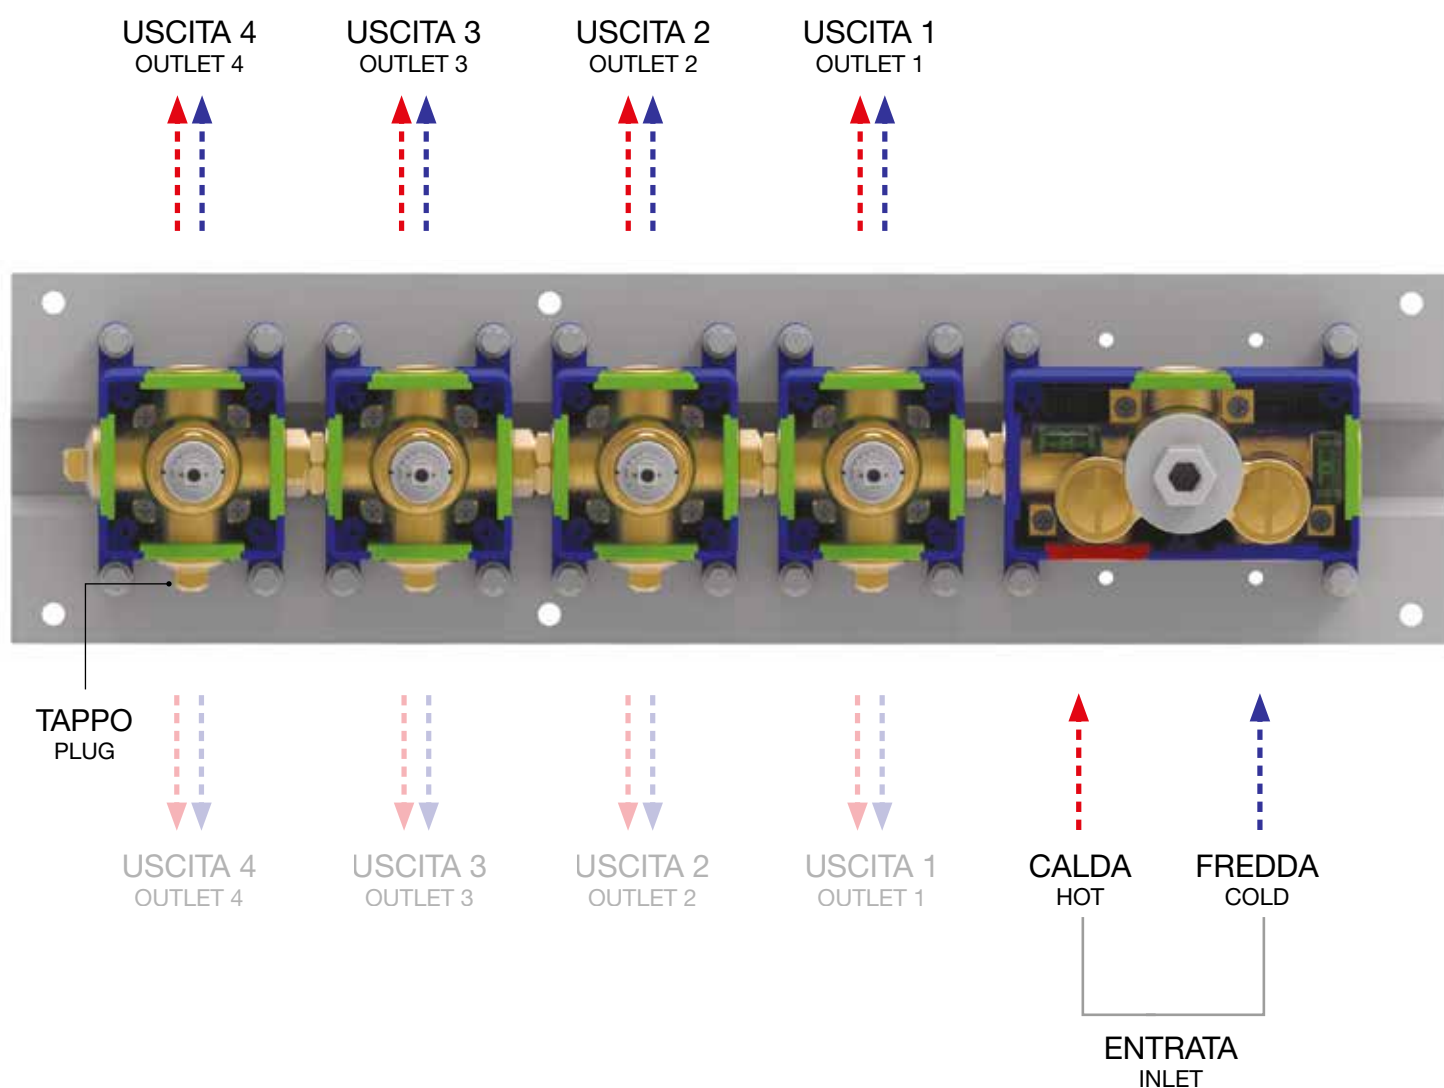 USCITA 4
OUTLET 4
USCITA 3
OUTLET 3
USCITA 2
OUTLET 2
USCITA 1
OUTLET 1
TAPPO
PLUG
USCITA 4
OUTLET 4
USCITA 3
OUTLET 3
USCITA 2
OUTLET 2
USCITA 1
OUTLET 1
CALDA
HOT
FREDDA
COLD
ENTRATA
INLET